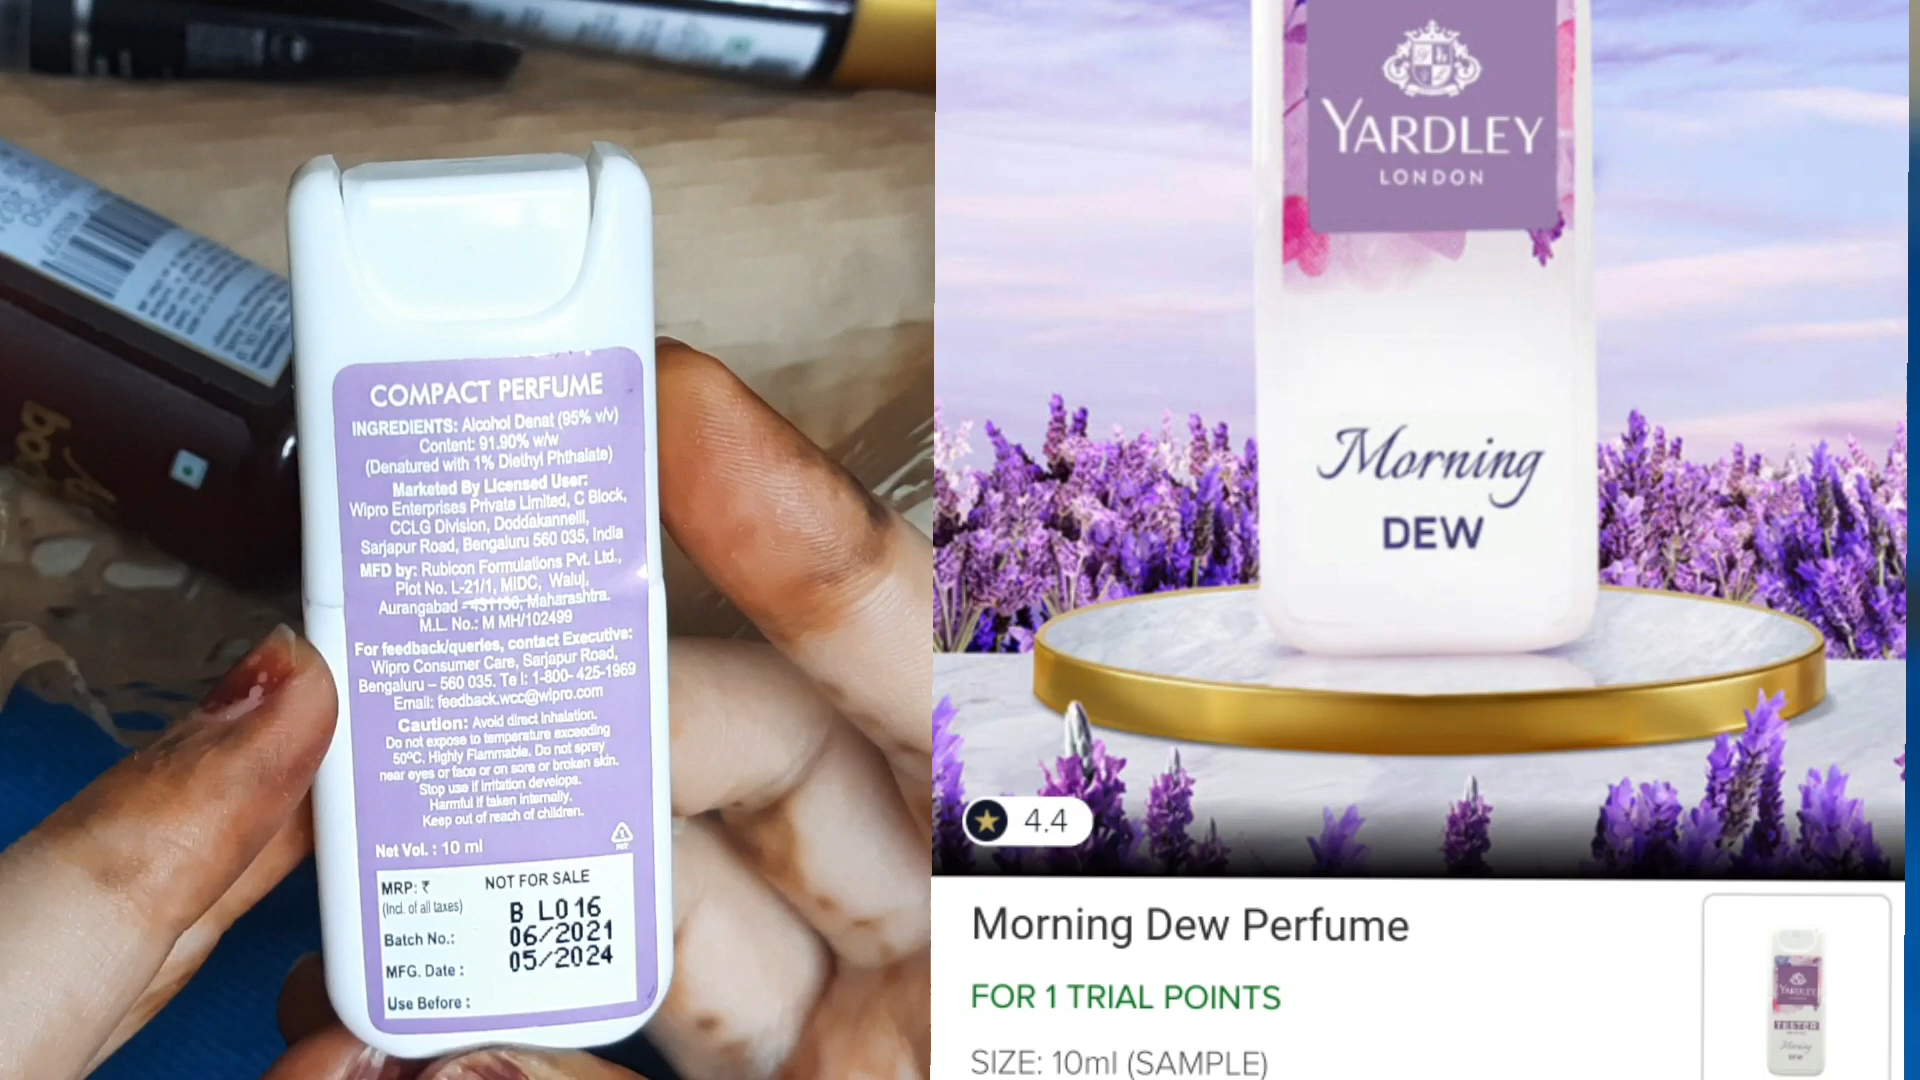 COMPACT PERFUME
INGREDIENTS: Alcohol Denat (95% v/v)
Content: 91.90% w/w
(Denatured with 1% Diethyl Phthalate)
Marketed By Licensed User:
Wipro Enterprises Private Limited, C Block,
CCLG Division, Doddakannelli,
Sarjapur Road, Bengaluru 560 035, India
MFD by: Rubicon Formulations Pvt. Ltd.,
Plot No. L-21/1, MIDC, Waluj,
Aurangabad - 431136, Maharashtra.
M.L. No.: M MH/102499
For feedback/queries, contact Executive:
Wipro Consumer Care, Sarjapur Road,
Bengaluru – 560 035. Te l: 1-800- 425-1969
Email: feedback.wcc@wipro.com
Caution: Avoid direct inhalation.
Do not expose to temperature exceeding
50ºC. Highly Flammable. Do not spray
near eyes or face or on sore or broken skin.
Stop use if irritation develops.
Harmful if taken internally.
Keep out of reach of children.
Net Vol. : 10 ml
MRP: ₹ NOT FOR SALE
(Incl. of all taxes) B L016
Batch No.: 06/2021
MFG. Date : 05/2024
Use Before :
YARDLEY
LONDON
Morning
DEW
4.4
Morning Dew Perfume
FOR 1 TRIAL POINTS
SIZE: 10ml (SAMPLE)
YARDLEY
TESTER
Morning
DEW